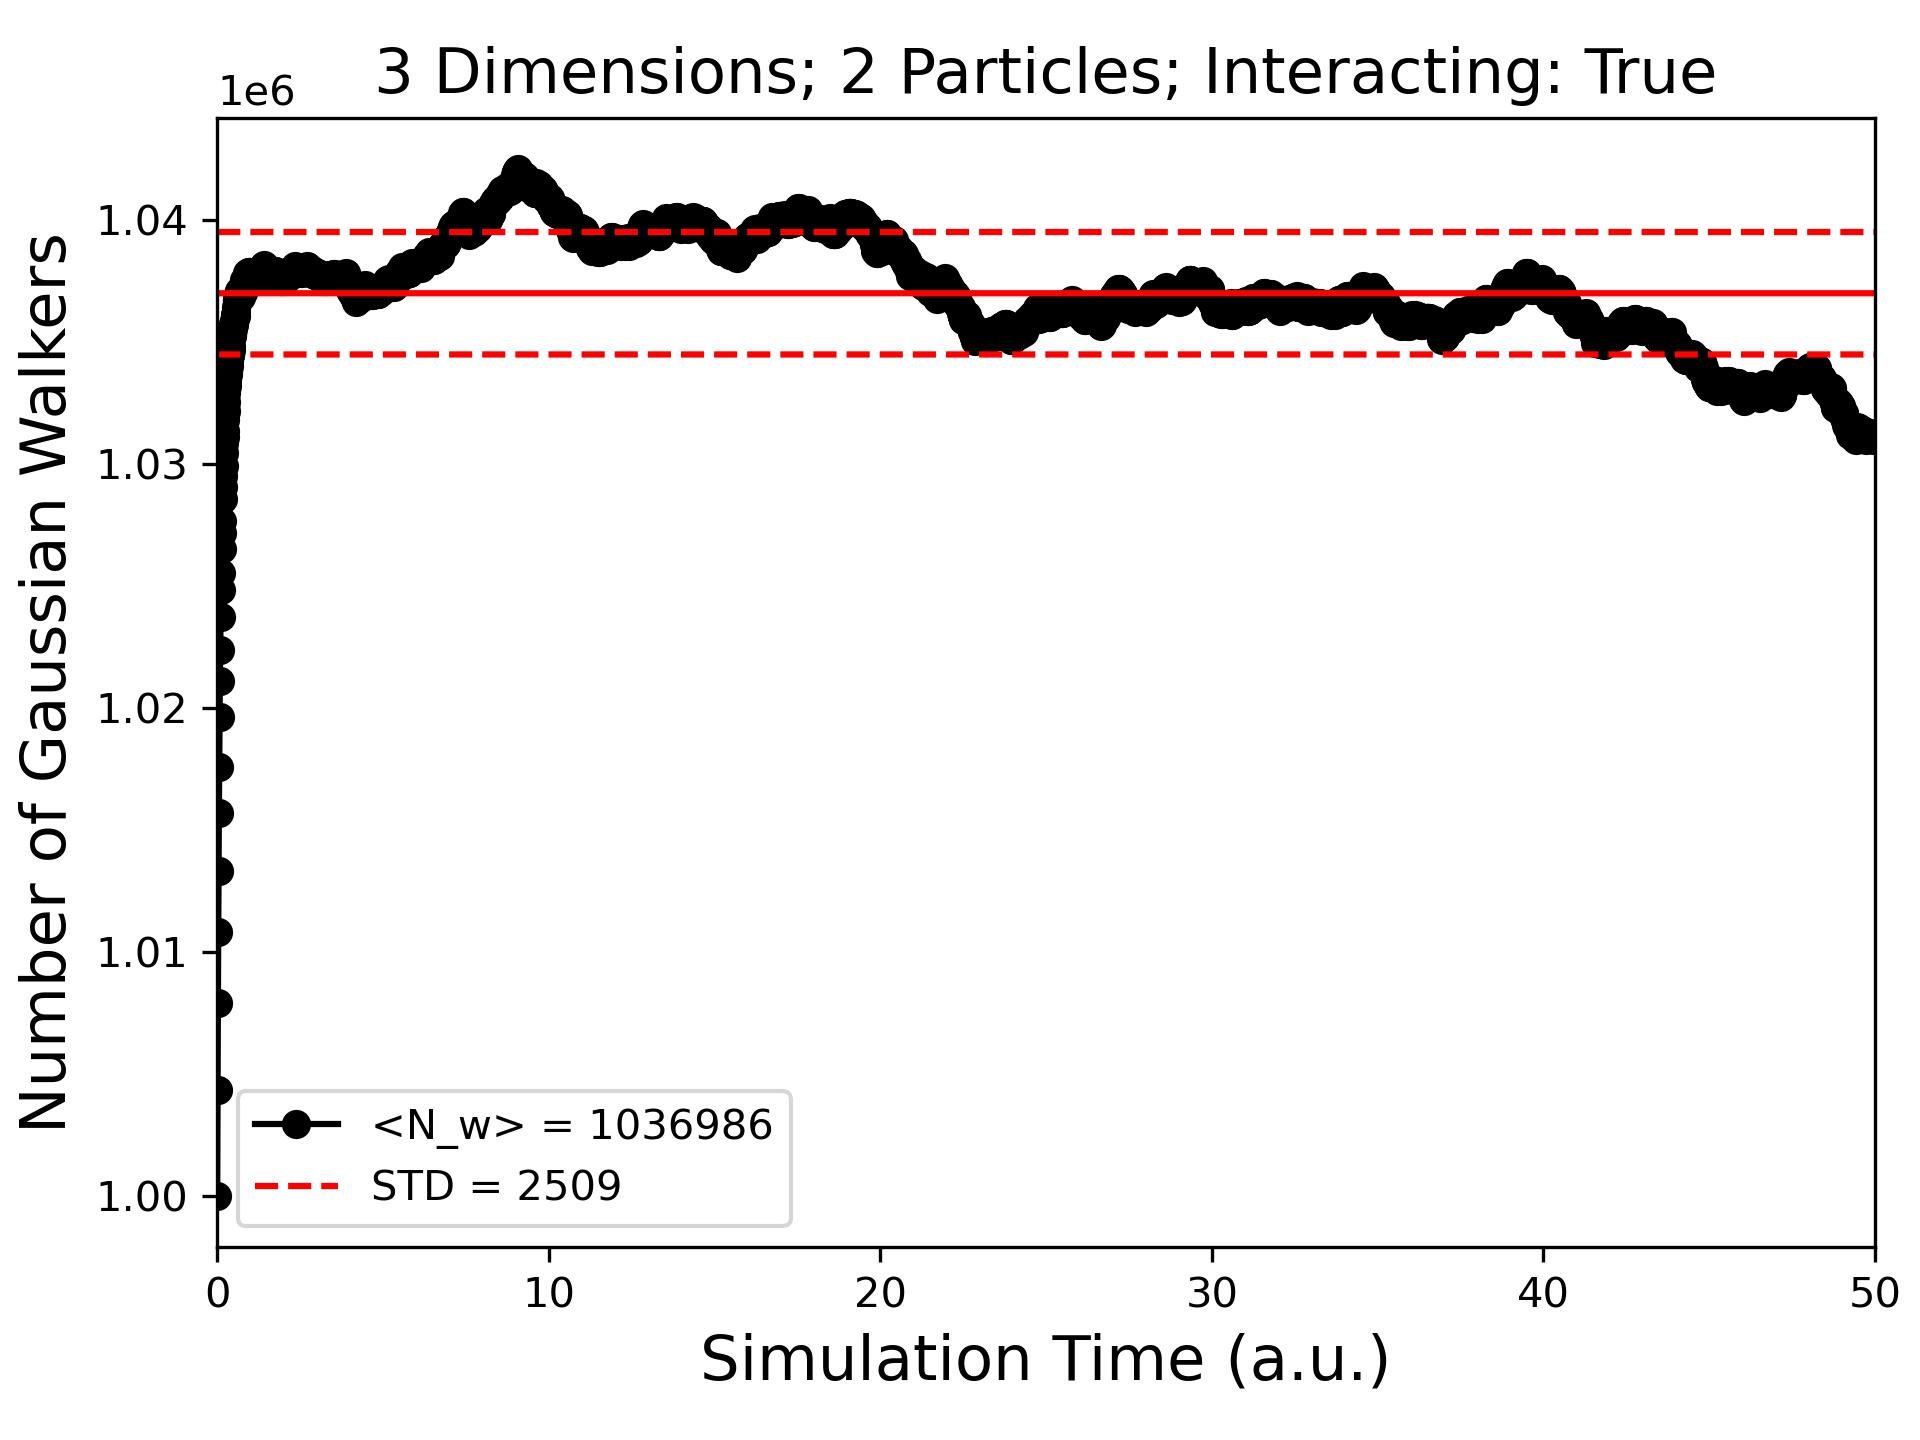 3 Dimensions; 2 Particles; Interacting: True
1e6
Number of Gaussian Walkers
1.04
1.03
1.02
1.01
1.00
<N_w> = 1036986
STD = 2509
0 10 20 30 40 50
Simulation Time (a.u.)